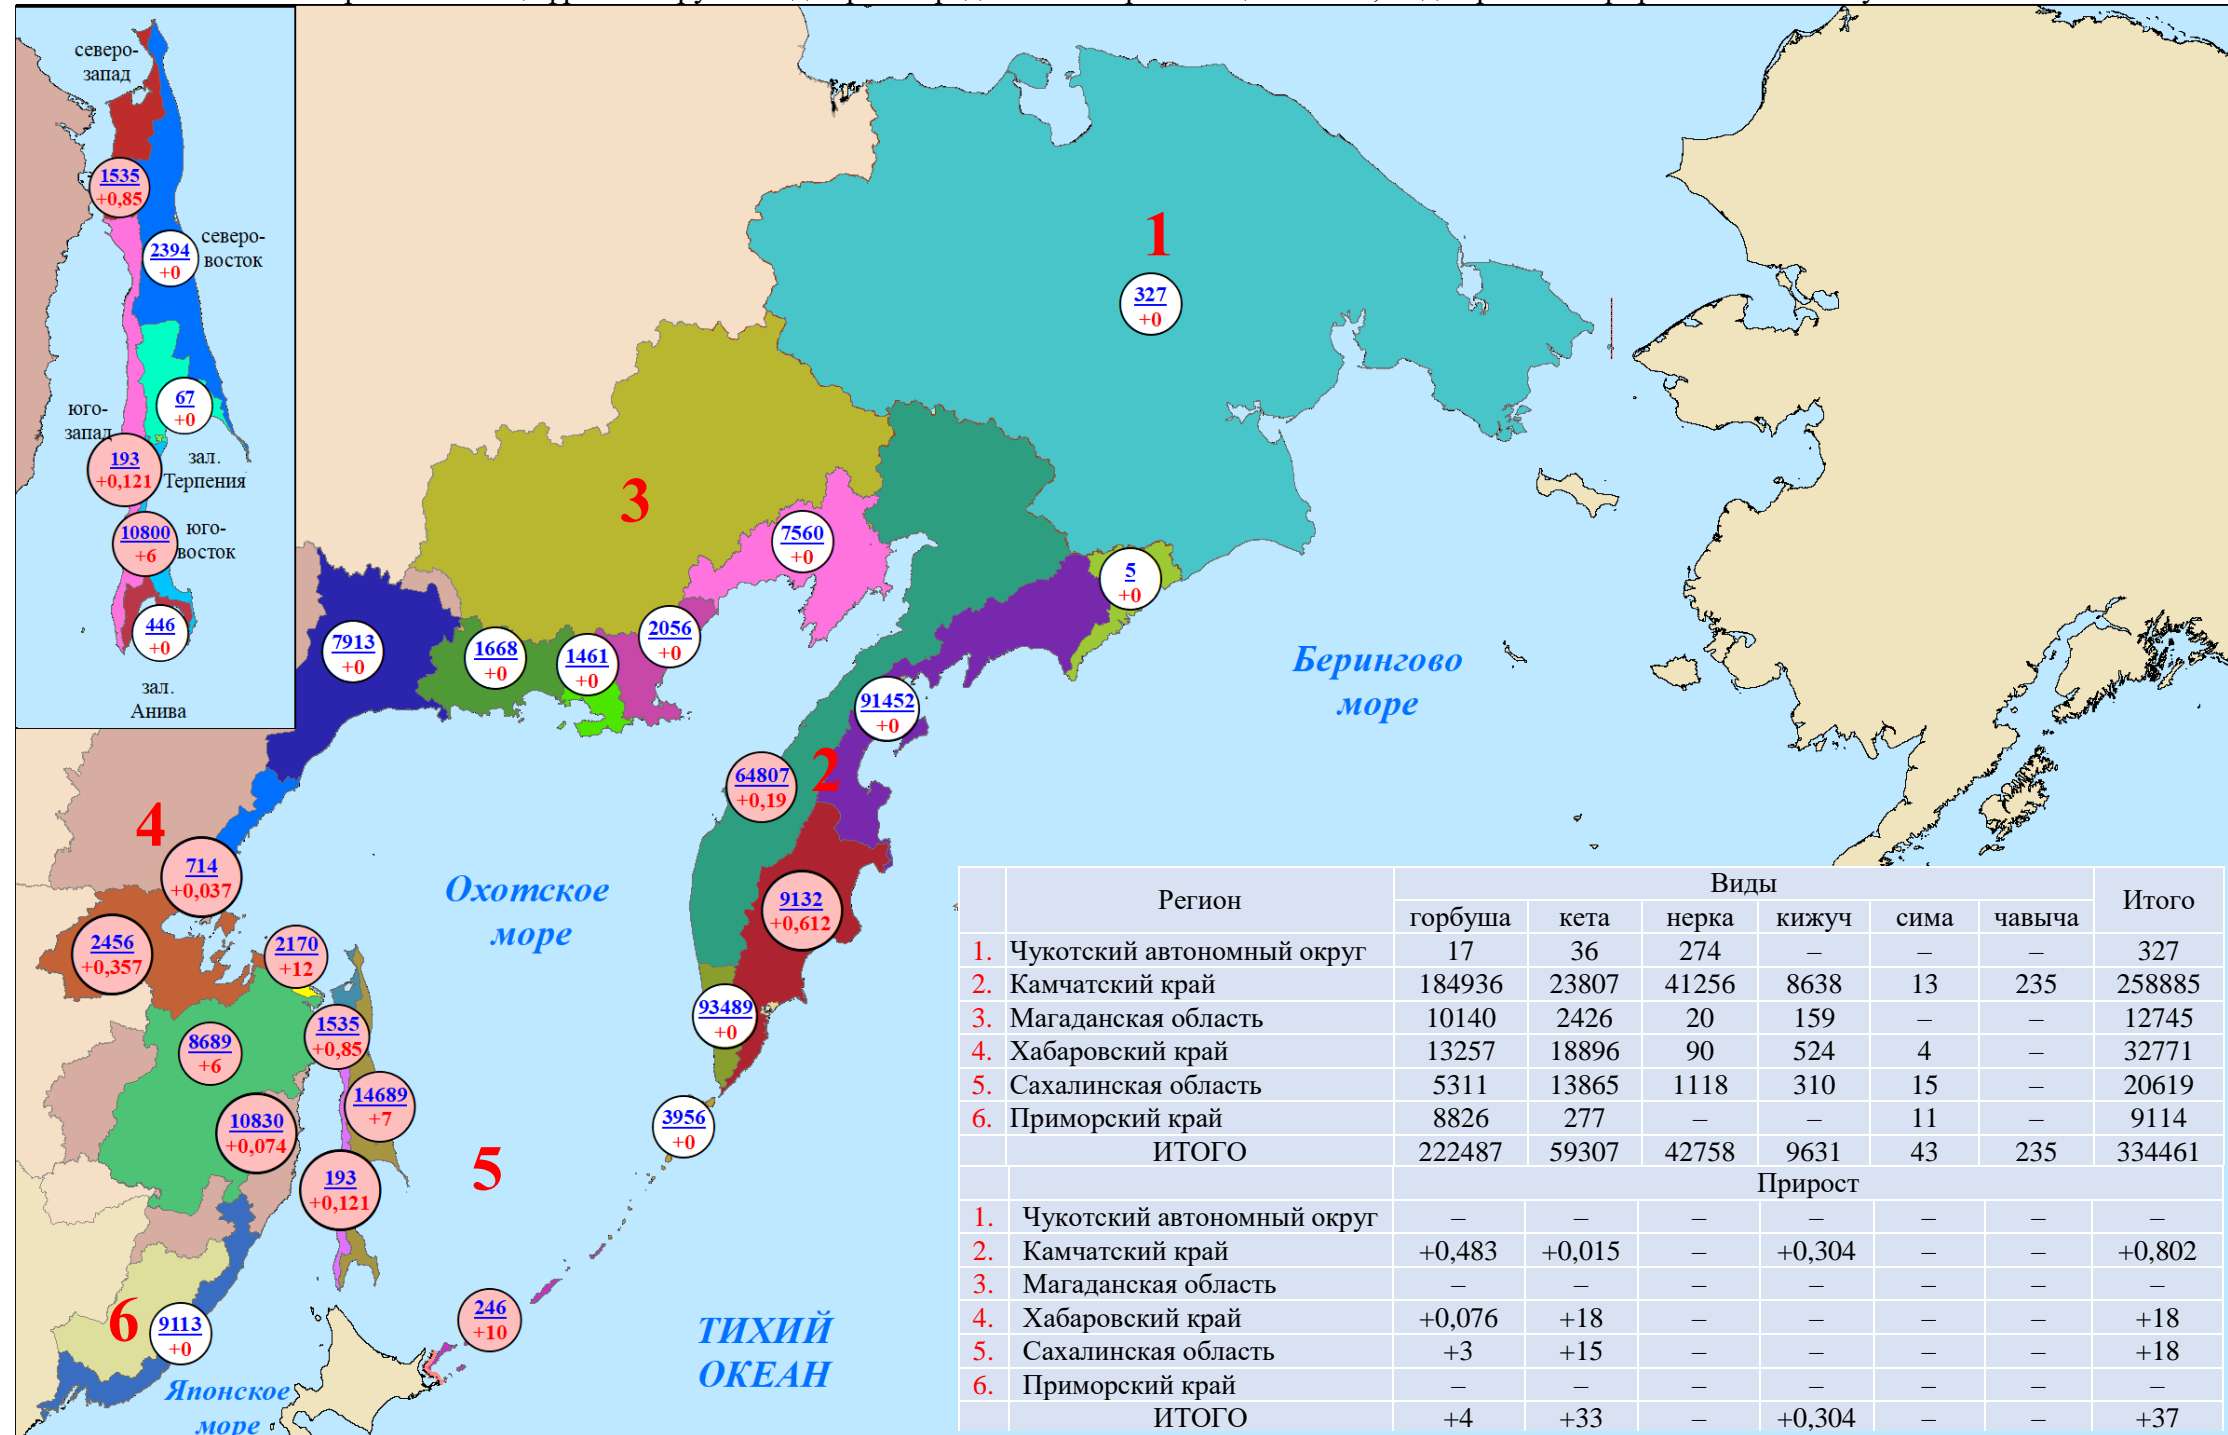 северо-
запад
1535
+0,85
северо-
восток
2394
+0
67
+0
юго-
запад
193
+0,121
зал.
Терпения
10800
+6
юго-
восток
446
+0
зал.
Анива
1
327
+0
3
7560
+0
5
+0
2056
+0
7913
+0
1668
+0
1461
+0
91452
+0
Берингово
море
2
64807
+0,19
4
714
+0,037
Охотское
море
9132
+0,612
2456
+0,357
2170
+12
93489
+0
1535
+0,85
8689
+6
14689
+7
10830
+0,074
3956
+0
5
193
+0,121
6
9113
+0
246
+10
ТИХИЙ
ОКЕАН
Японское
море
Регион Виды Итого
горбуша кета нерка кижуч сима чавыча
1. Чукотский автономный округ 17 36 274 – – – 327
2. Камчатский край 184936 23807 41256 8638 13 235 258885
3. Магаданская область 10140 2426 20 159 – – 12745
4. Хабаровский край 13257 18896 90 524 4 – 32771
5. Сахалинская область 5311 13865 1118 310 15 – 20619
6. Приморский край 8826 277 – – 11 – 9114
ИТОГО 222487 59307 42758 9631 43 235 334461
Прирост
1. Чукотский автономный округ – – – – – – –
2. Камчатский край +0,483 +0,015 – +0,304 – – +0,802
3. Магаданская область – – – – – – –
4. Хабаровский край +0,076 +18 – – – – +18
5. Сахалинская область +3 +15 – – – – +18
6. Приморский край – – – – – – –
ИТОГО +4 +33 – +0,304 – – +37